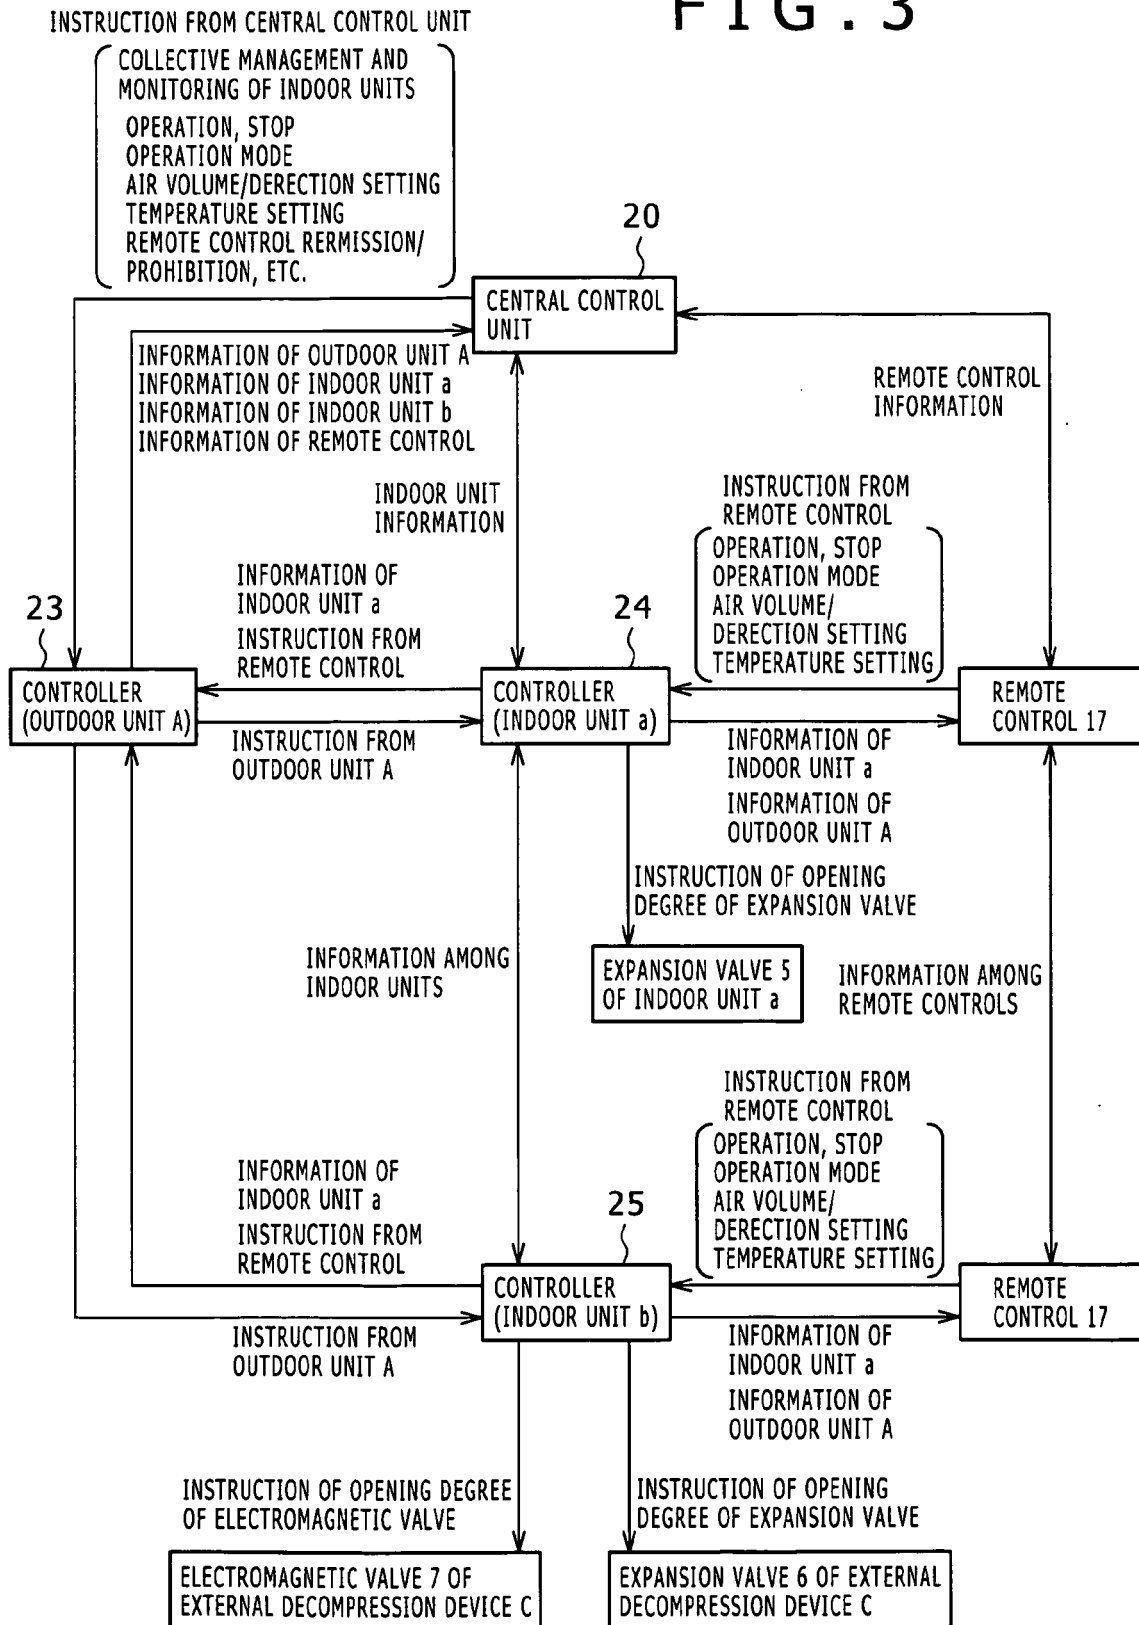 FIG.3
INSTRUCTION FROM CENTRAL CONTROL UNIT
COLLECTIVE MANAGEMENT AND
MONITORING OF INDOOR UNITS
OPERATION, STOP
OPERATION MODE
AIR VOLUME/DERECTION SETTING
TEMPERATURE SETTING
REMOTE CONTROL RERMISSION/
PROHIBITION, ETC.
20
CENTRAL CONTROL
UNIT
INFORMATION OF OUTDOOR UNIT A
INFORMATION OF INDOOR UNIT a
INFORMATION OF INDOOR UNIT b
INFORMATION OF REMOTE CONTROL
REMOTE CONTROL
INFORMATION
INDOOR UNIT
INFORMATION
INSTRUCTION FROM
REMOTE CONTROL
OPERATION, STOP
OPERATION MODE
AIR VOLUME/
DERECTION SETTING
TEMPERATURE SETTING
INFORMATION OF
INDOOR UNIT a
INSTRUCTION FROM
REMOTE CONTROL
23
CONTROLLER
(OUTDOOR UNIT A)
24
CONTROLLER
(INDOOR UNIT a)
REMOTE
CONTROL 17
INSTRUCTION FROM
OUTDOOR UNIT A
INFORMATION OF
INDOOR UNIT a
INFORMATION OF
OUTDOOR UNIT A
INSTRUCTION OF OPENING
DEGREE OF EXPANSION VALVE
INFORMATION AMONG
INDOOR UNITS
EXPANSION VALVE 5
OF INDOOR UNIT a
INFORMATION AMONG
REMOTE CONTROLS
INSTRUCTION FROM
REMOTE CONTROL
OPERATION, STOP
OPERATION MODE
AIR VOLUME/
DERECTION SETTING
TEMPERATURE SETTING
INFORMATION OF
INDOOR UNIT a
INSTRUCTION FROM
REMOTE CONTROL
25
CONTROLLER
(INDOOR UNIT b)
REMOTE
CONTROL 17
INSTRUCTION FROM
OUTDOOR UNIT A
INFORMATION OF
INDOOR UNIT a
INFORMATION OF
OUTDOOR UNIT A
INSTRUCTION OF OPENING DEGREE
OF ELECTROMAGNETIC VALVE
INSTRUCTION OF OPENING
DEGREE OF EXPANSION VALVE
ELECTROMAGNETIC VALVE 7 OF
EXTERNAL DECOMPRESSION DEVICE C
EXPANSION VALVE 6 OF EXTERNAL
DECOMPRESSION DEVICE C